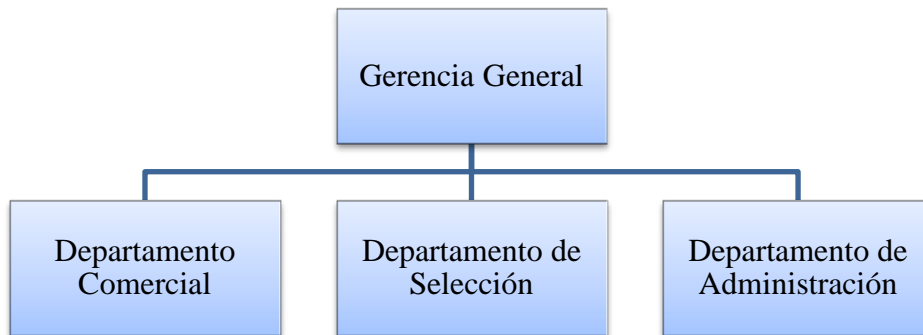 Gerencia General
Departamento
Comercial
Departamento de
Selección
Departamento de
Administración